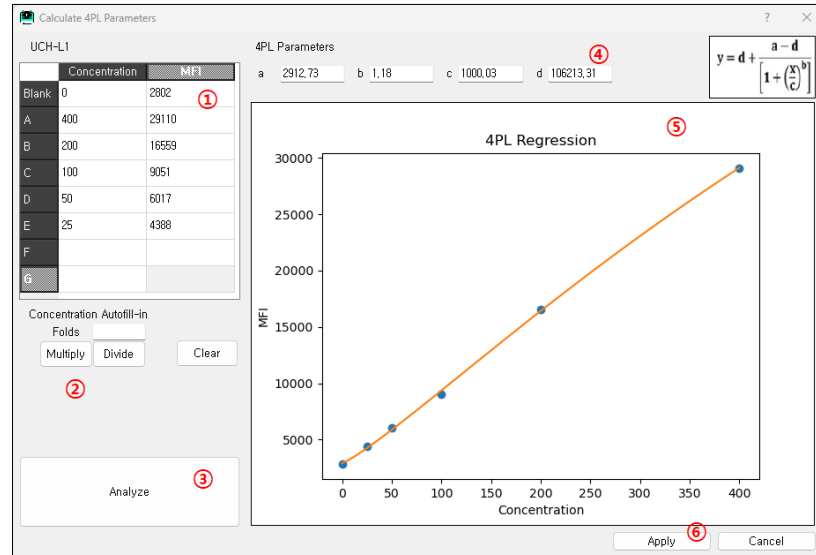 Calculate 4PL Parameters ? ×
UCH-L1
Concentration MFI
Blank 0 2802
A 400 29110
B 200 16559
C 100 9051
D 50 6017
E 25 4388
F
G
①
Concentration Autofill-in
Folds
Multiply Divide Clear
②
Analyze
③
4PL Parameters
④
a 2912,73 b 1,18 c 1000,03 d 106213,31
y = d + a − d / [1 + (x/c)^b]
⑤
4PL Regression
30000
25000
20000
15000
10000
5000
MFI
0 50 100 150 200 250 300 350 400
Concentration
Apply ⑥ Cancel